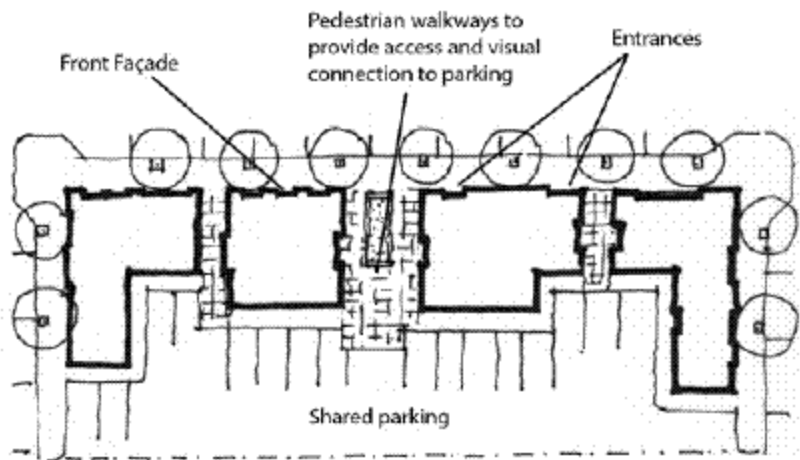 Pedestrian walkways to
provide access and visual
connection to parking
Entrances
Front Façade
Shared parking